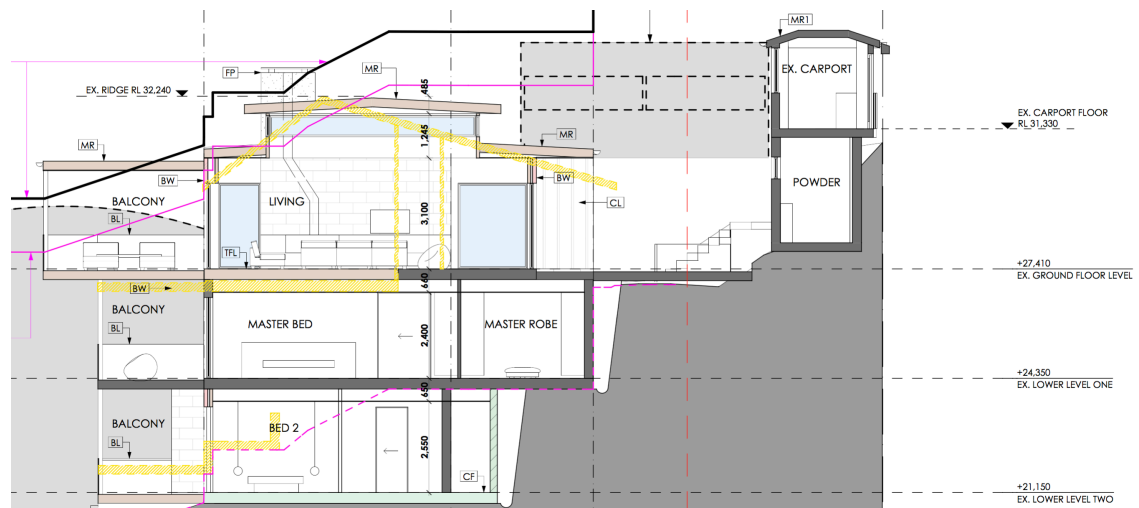 MR1
FP
MR
485
EX. CARPORT
EX. RIDGE RL 32,240
EX. CARPORT FLOOR
RL 31,330
1,245
MR
MR
BW
BW
POWDER
BALCONY
LIVING
3,100
CL
BL
TFL
+27,410
EX. GROUND FLOOR LEVEL
660
BW
BALCONY
MASTER BED
MASTER ROBE
BL
2,400
+24,350
EX. LOWER LEVEL ONE
650
BALCONY
BED 2
BL
2,550
CF
+21,150
EX. LOWER LEVEL TWO